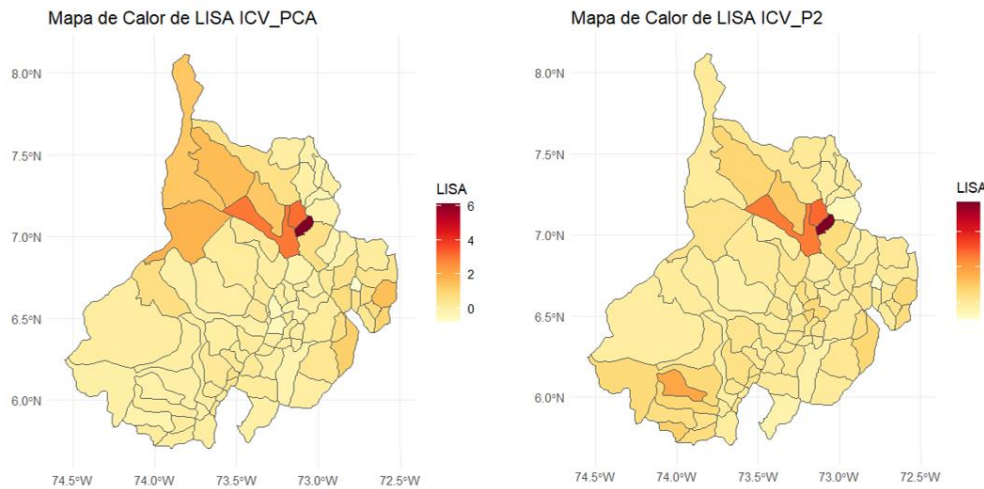 Mapa de Calor de LISA ICV_PCA
8.0°N
7.5°N
7.0°N
6.5°N
6.0°N
74.5°W 74.0°W 73.5°W 73.0°W 72.5°W
LISA
6
4
2
0
Mapa de Calor de LISA ICV_P2
8.0°N
7.5°N
7.0°N
6.5°N
6.0°N
74.5°W 74.0°W 73.5°W 73.0°W 72.5°W
LISA